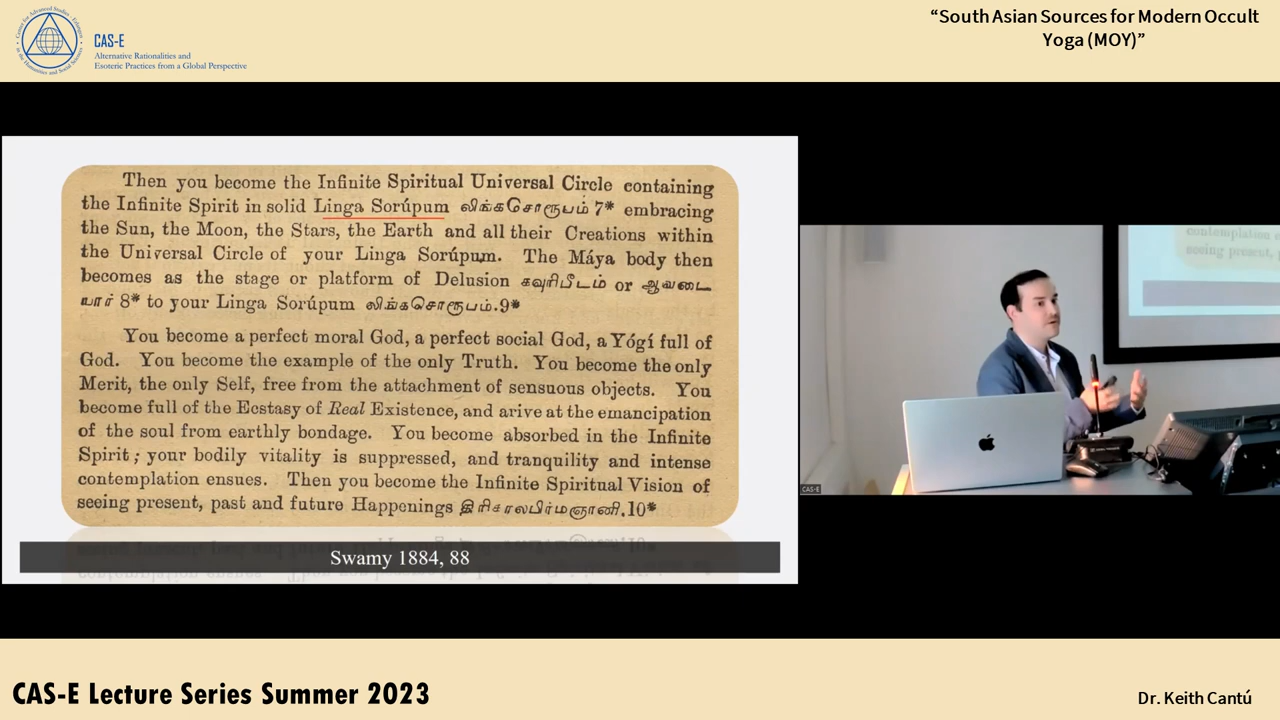 CAS-E
Alternative Rationalities and
Esoteric Practices from a Global Perspective
“South Asian Sources for Modern Occult
Yoga (MOY)”
Then you become the Infinite Spiritual Universal Circle containing
the Infinite Spirit in solid Linga Sorúpum லிங்கசொரூபம் 7* embracing
the Sun, the Moon, the Stars, the Earth and all their Creations within
the Universal Circle of your Linga Sorúpum. The Máya body then
becomes as the stage or platform of Delusion கவுரிபீடம் or ஆவடை
யார் 8* to your Linga Sorúpum லிங்கசொரூபம்.9*
You become a perfect moral God, a perfect social God, a Yógí full of
God. You become the example of the only Truth. You become the only
Merit, the only Self, free from the attachment of sensuous objects. You
become full of the Ecstasy of Real Existence, and arive at the emancipation
of the soul from earthly bondage. You become absorbed in the Infinite
Spirit; your bodily vitality is suppressed, and tranquility and intense
contemplation ensues. Then you become the Infinite Spiritual Vision of
seeing present, past and future Happenings 10*
Swamy 1884, 88
contemplation
seeing present, p
CAS-E
CAS-E Lecture Series Summer 2023
Dr. Keith Cantú